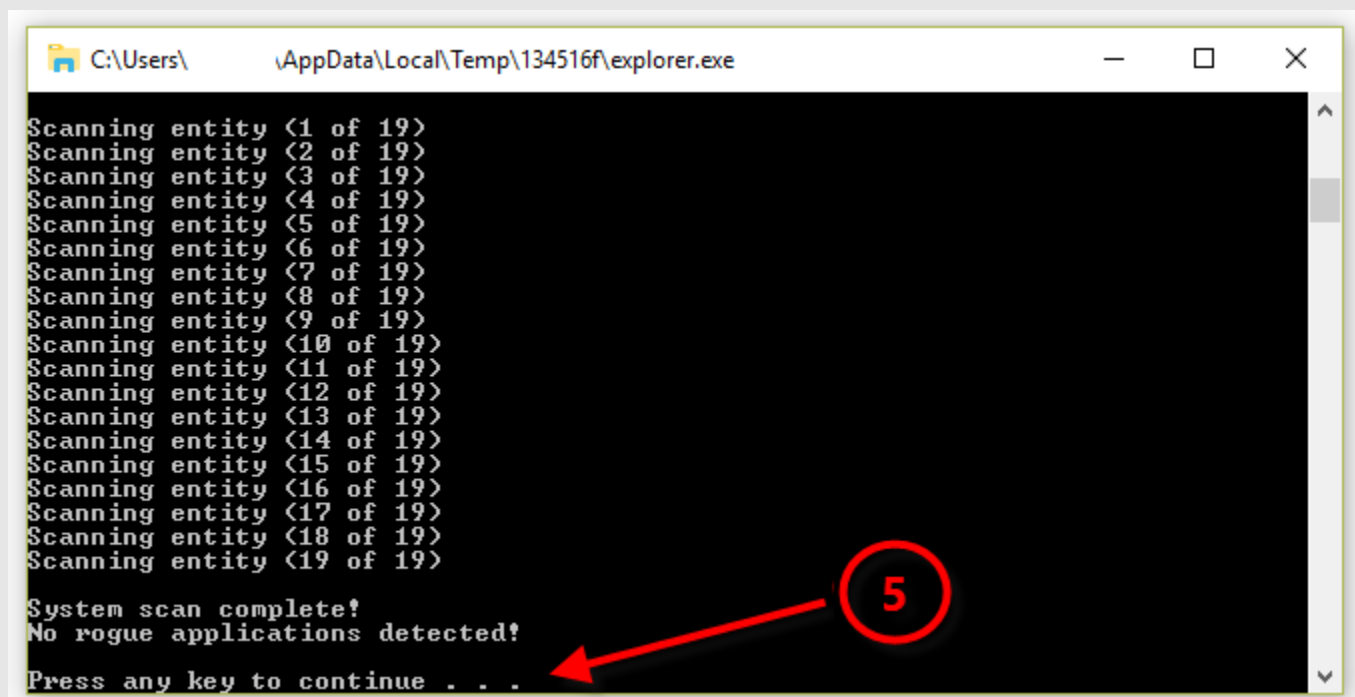 C:\Users\ \AppData\Local\Temp\134516f\explorer.exe
Scanning entity (1 of 19)
Scanning entity (2 of 19)
Scanning entity (3 of 19)
Scanning entity (4 of 19)
Scanning entity (5 of 19)
Scanning entity (6 of 19)
Scanning entity (7 of 19)
Scanning entity (8 of 19)
Scanning entity (9 of 19)
Scanning entity (10 of 19)
Scanning entity (11 of 19)
Scanning entity (12 of 19)
Scanning entity (13 of 19)
Scanning entity (14 of 19)
Scanning entity (15 of 19)
Scanning entity (16 of 19)
Scanning entity (17 of 19)
Scanning entity (18 of 19)
Scanning entity (19 of 19)
System scan complete!
No rogue applications detected!
Press any key to continue . . .
5